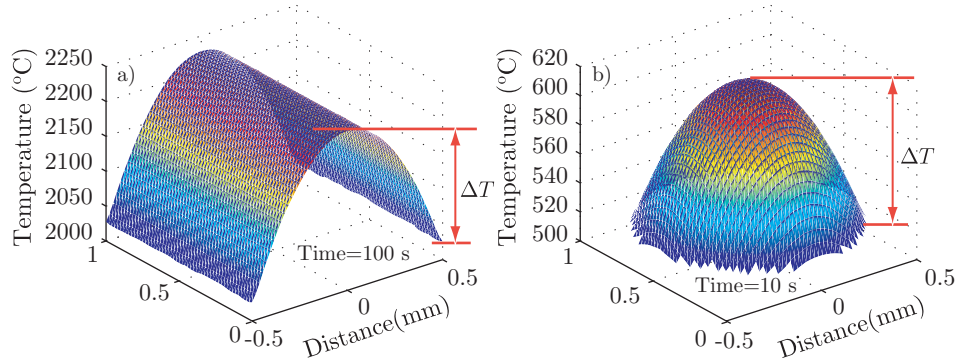 a)
Temperature (°C)
2250
2200
2150
2100
2050
2000
1
0.5
0
-0.5
0
0.5
Distance(mm)
Time=100 s
ΔT
b)
Temperature (°C)
620
600
580
560
540
520
500
1
0.5
0
-0.5
0
0.5
Distance(mm)
Time=10 s
ΔT